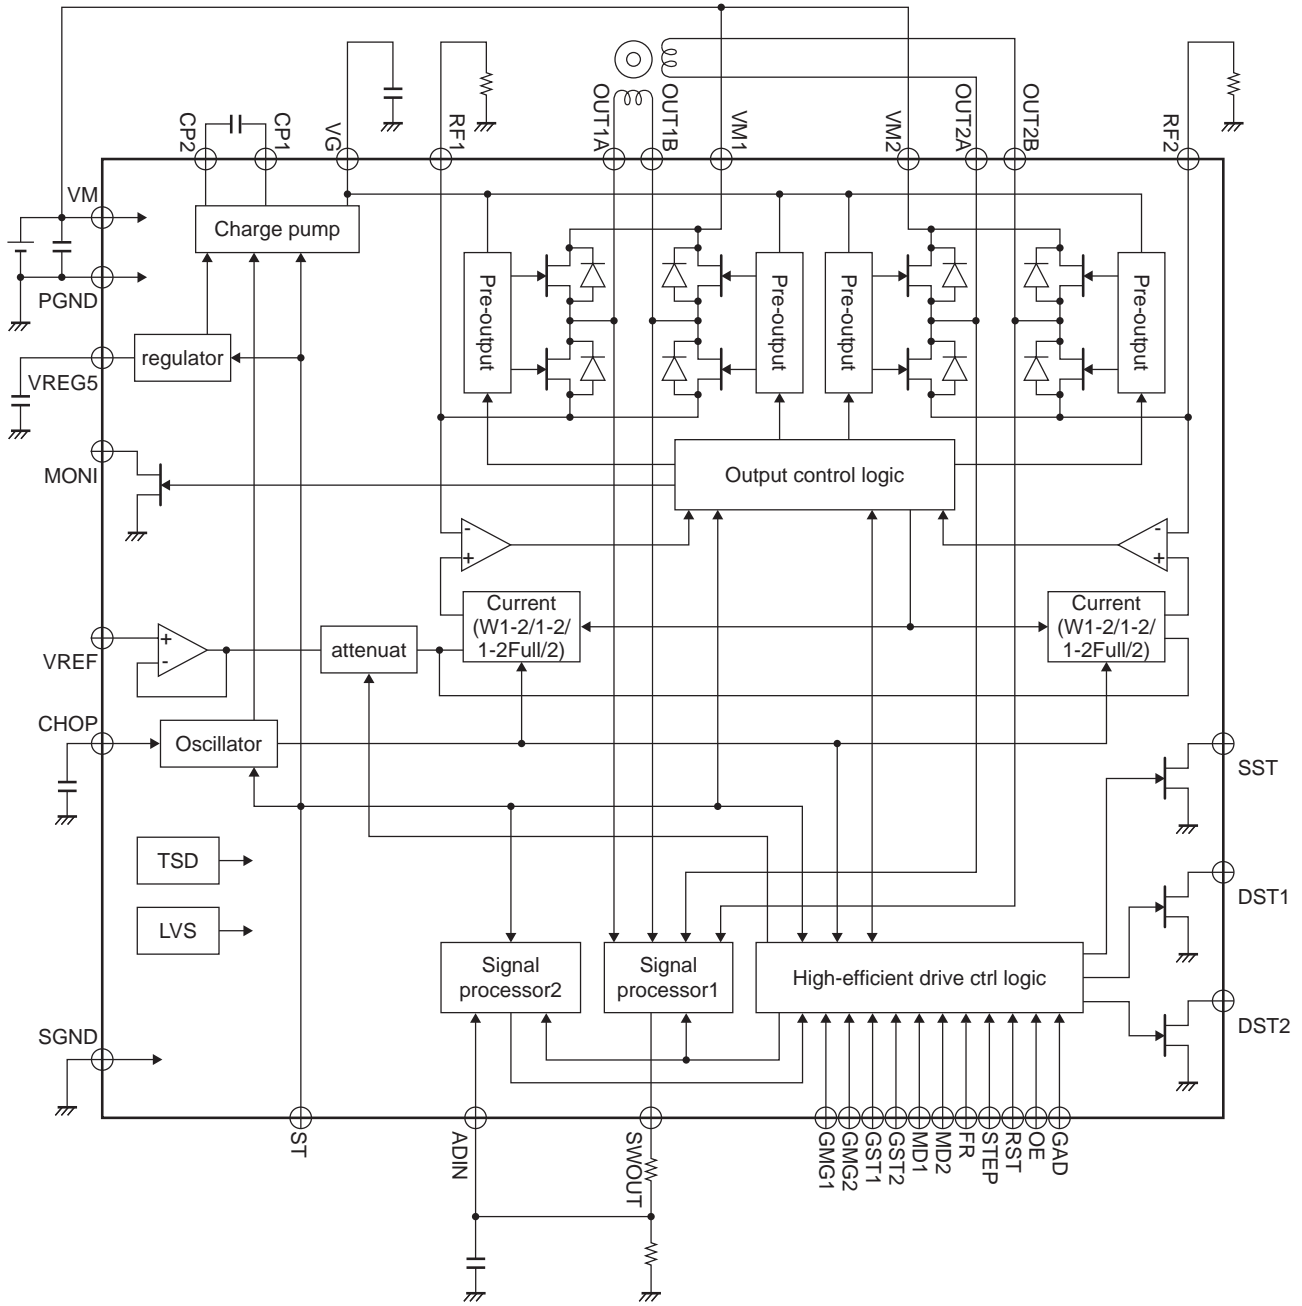 CP2
CP1
VG
RF1
OUT1A
OUT1B
VM1
VM2
OUT2A
OUT2B
RF2
VM
Charge pump
PGND
Pre-output
Pre-output
Pre-output
Pre-output
regulator
VREG5
MONI
Output control logic
-
+
-
+
Current
(W1-2/1-2/
1-2Full/2)
Current
(W1-2/1-2/
1-2Full/2)
+
-
VREF
attenuat
CHOP
Oscillator
SST
TSD
DST1
LVS
Signal
processor2
Signal
processor1
High-efficient drive ctrl logic
DST2
SGND
ST
ADIN
SWOUT
GMG1
GMG2
GST1
GST2
MD1
MD2
FR
STEP
RST
OE
GAD